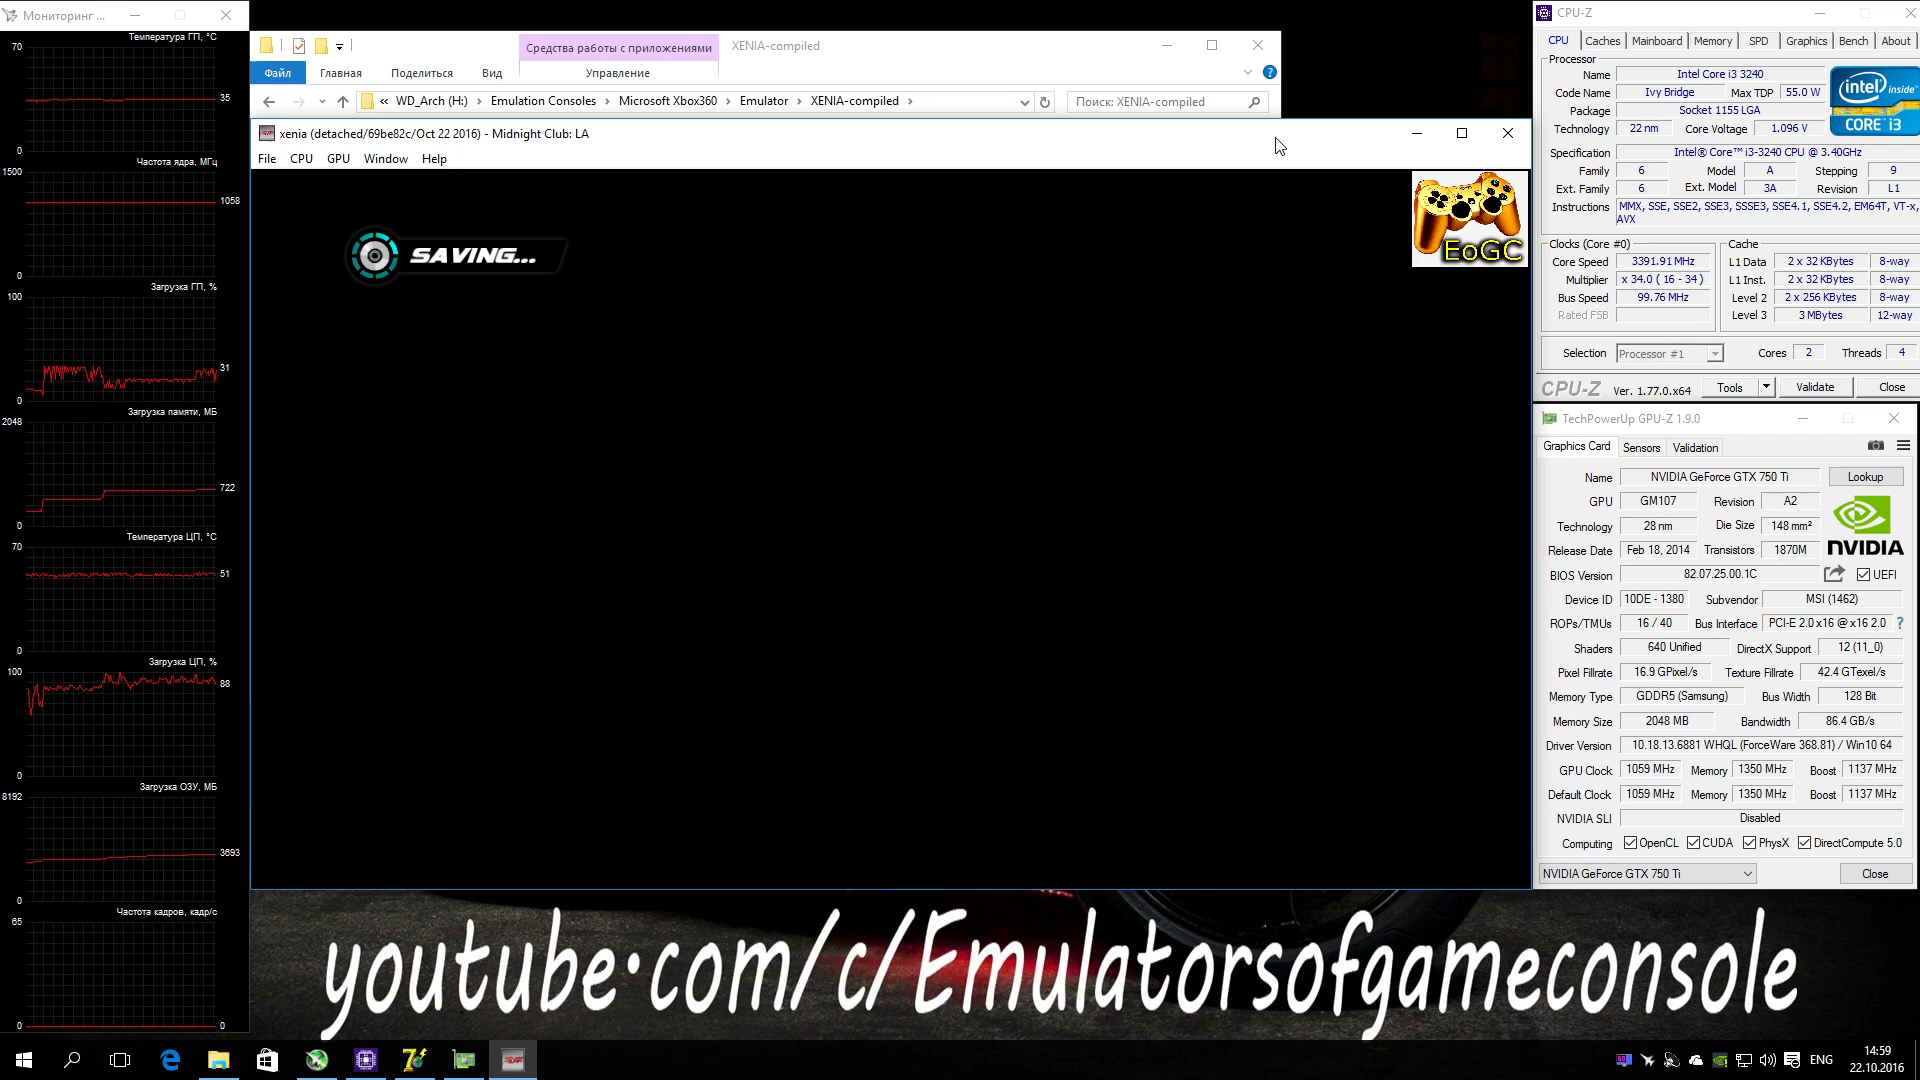 Мониторинг ...
Температура ГП, °C
70
35
0
Частота ядра, МГц
1500
1058
0
Загрузка ГП, %
100
31
0
Загрузка памяти, МБ
2048
722
0
Температура ЦП, °C
70
51
0
Загрузка ЦП, %
100
88
0
Загрузка ОЗУ, МБ
8192
3693
0
Частота кадров, кадр/с
65
0
0
Средства работы с приложениями
XENIA-compiled
Файл
Главная
Поделиться
Вид
Управление
« WD_Arch (H:) > Emulation Consoles > Microsoft Xbox360 > Emulator > XENIA-compiled >
Поиск: XENIA-compiled
xenia (detached/69be82c/Oct 22 2016) - Midnight Club: LA
File CPU GPU Window Help
SAVING...
EoGC
CPU-Z
CPU Caches Mainboard Memory SPD Graphics Bench About
Processor
Name Intel Core i3 3240
Code Name Ivy Bridge Max TDP 55.0 W
Package Socket 1155 LGA
Technology 22 nm Core Voltage 1.096 V
intel inside™
CORE i3
Specification Intel® Core™ i3-3240 CPU @ 3.40GHz
Family 6 Model A Stepping 9
Ext. Family 6 Ext. Model 3A Revision L1
Instructions MMX, SSE, SSE2, SSE3, SSSE3, SSE4.1, SSE4.2, EM64T, VT-x,
AVX
Clocks (Core #0)
Core Speed 3391.91 MHz
Multiplier x 34.0 ( 16 - 34 )
Bus Speed 99.76 MHz
Rated FSB
Cache
L1 Data 2 x 32 KBytes 8-way
L1 Inst. 2 x 32 KBytes 8-way
Level 2 2 x 256 KBytes 8-way
Level 3 3 MBytes 12-way
Selection Processor #1 Cores 2 Threads 4
CPU-Z Ver. 1.77.0.x64 Tools Validate Close
TechPowerUp GPU-Z 1.9.0
Graphics Card Sensors Validation
Name NVIDIA GeForce GTX 750 Ti Lookup
GPU GM107 Revision A2
Technology 28 nm Die Size 148 mm²
Release Date Feb 18, 2014 Transistors 1870M
NVIDIA
BIOS Version 82.07.25.00.1C UEFI
Device ID 10DE - 1380 Subvendor MSI (1462)
ROPs/TMUs 16 / 40 Bus Interface PCI-E 2.0 x16 @ x16 2.0 ?
Shaders 640 Unified DirectX Support 12 (11_0)
Pixel Fillrate 16.9 GPixel/s Texture Fillrate 42.4 GTexel/s
Memory Type GDDR5 (Samsung) Bus Width 128 Bit
Memory Size 2048 MB Bandwidth 86.4 GB/s
Driver Version 10.18.13.6881 WHQL (ForceWare 368.81) / Win10 64
GPU Clock 1059 MHz Memory 1350 MHz Boost 1137 MHz
Default Clock 1059 MHz Memory 1350 MHz Boost 1137 MHz
NVIDIA SLI Disabled
Computing OpenCL CUDA PhysX DirectCompute 5.0
NVIDIA GeForce GTX 750 Ti Close
youtube.com/c/Emulatorsofgameconsole
ENG
14:59
22.10.2016